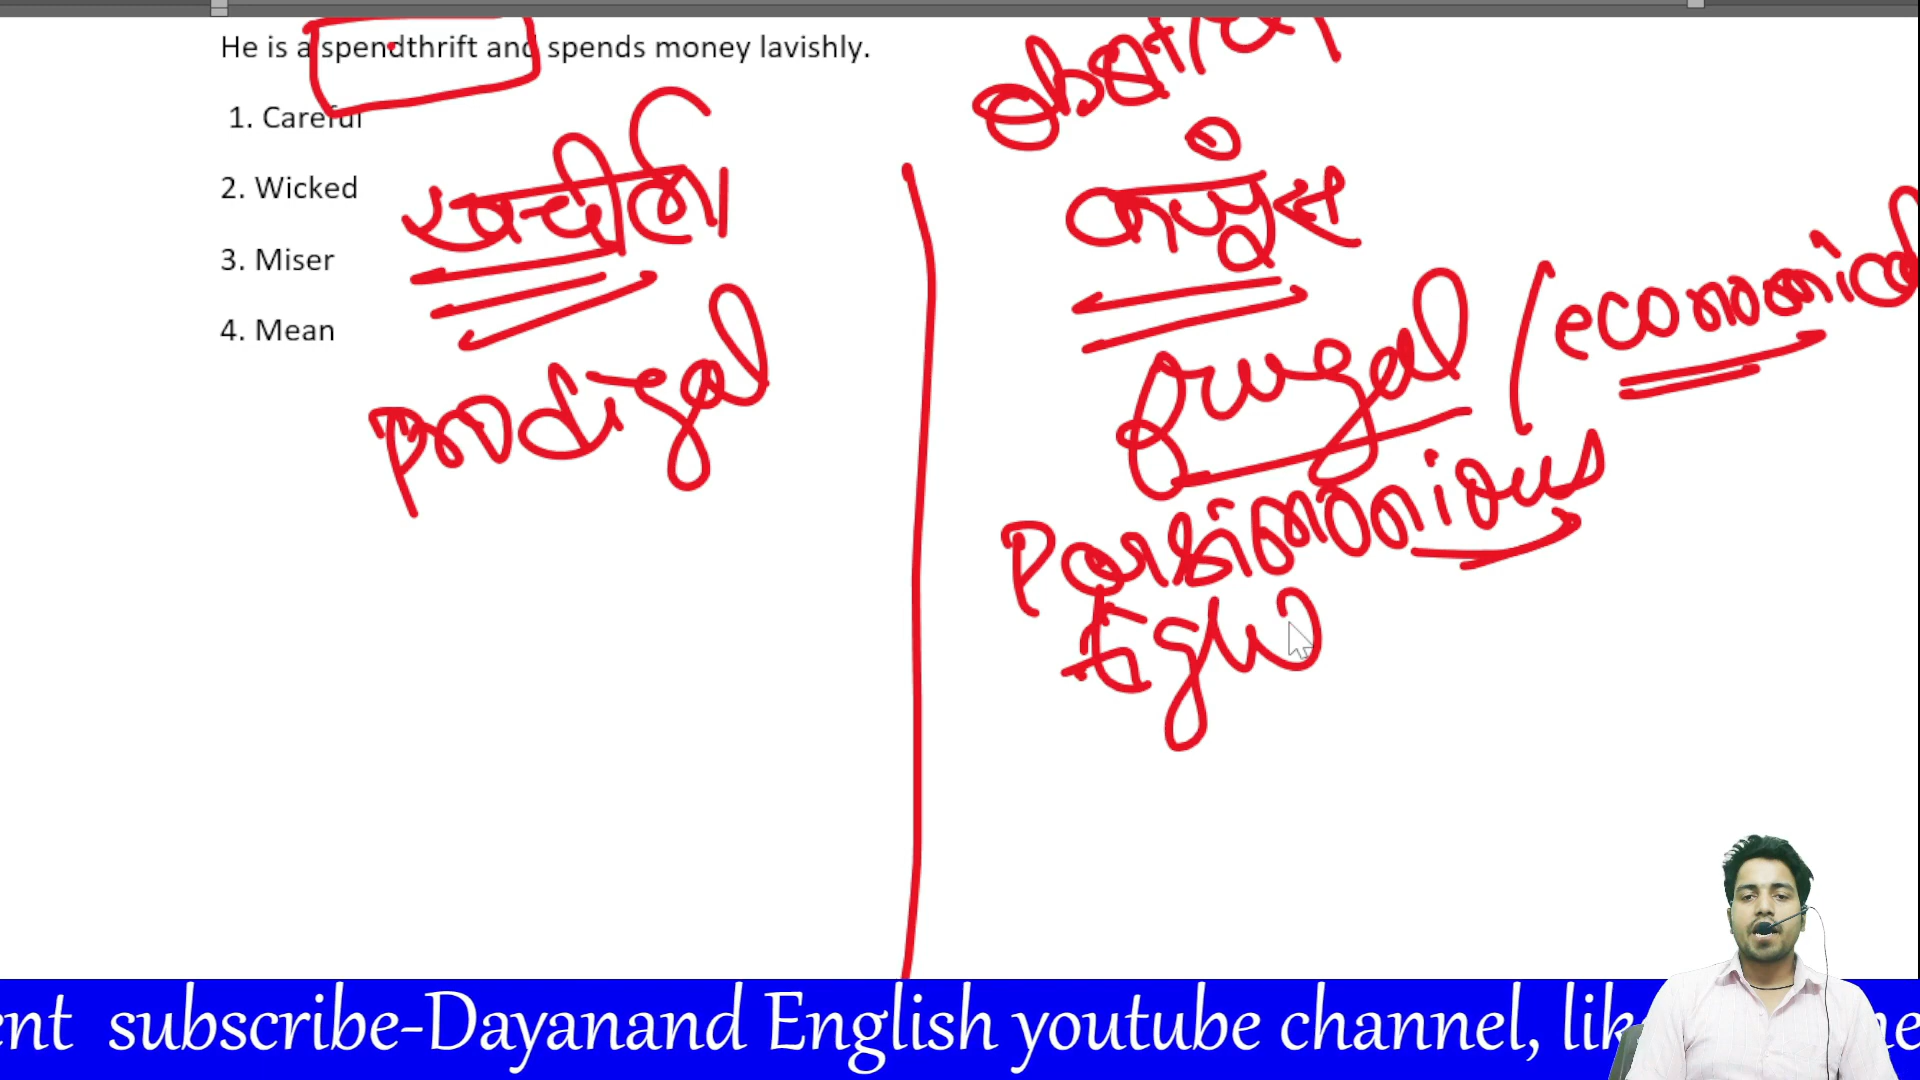 He is a spendthrift and spends money lavishly.
1. Careful
2. Wicked
3. Miser
4. Mean
खर्चीला
prodigal
कंजूस
frugal (economical
Parsimonious
subscribe-Dayanand English youtube channel,